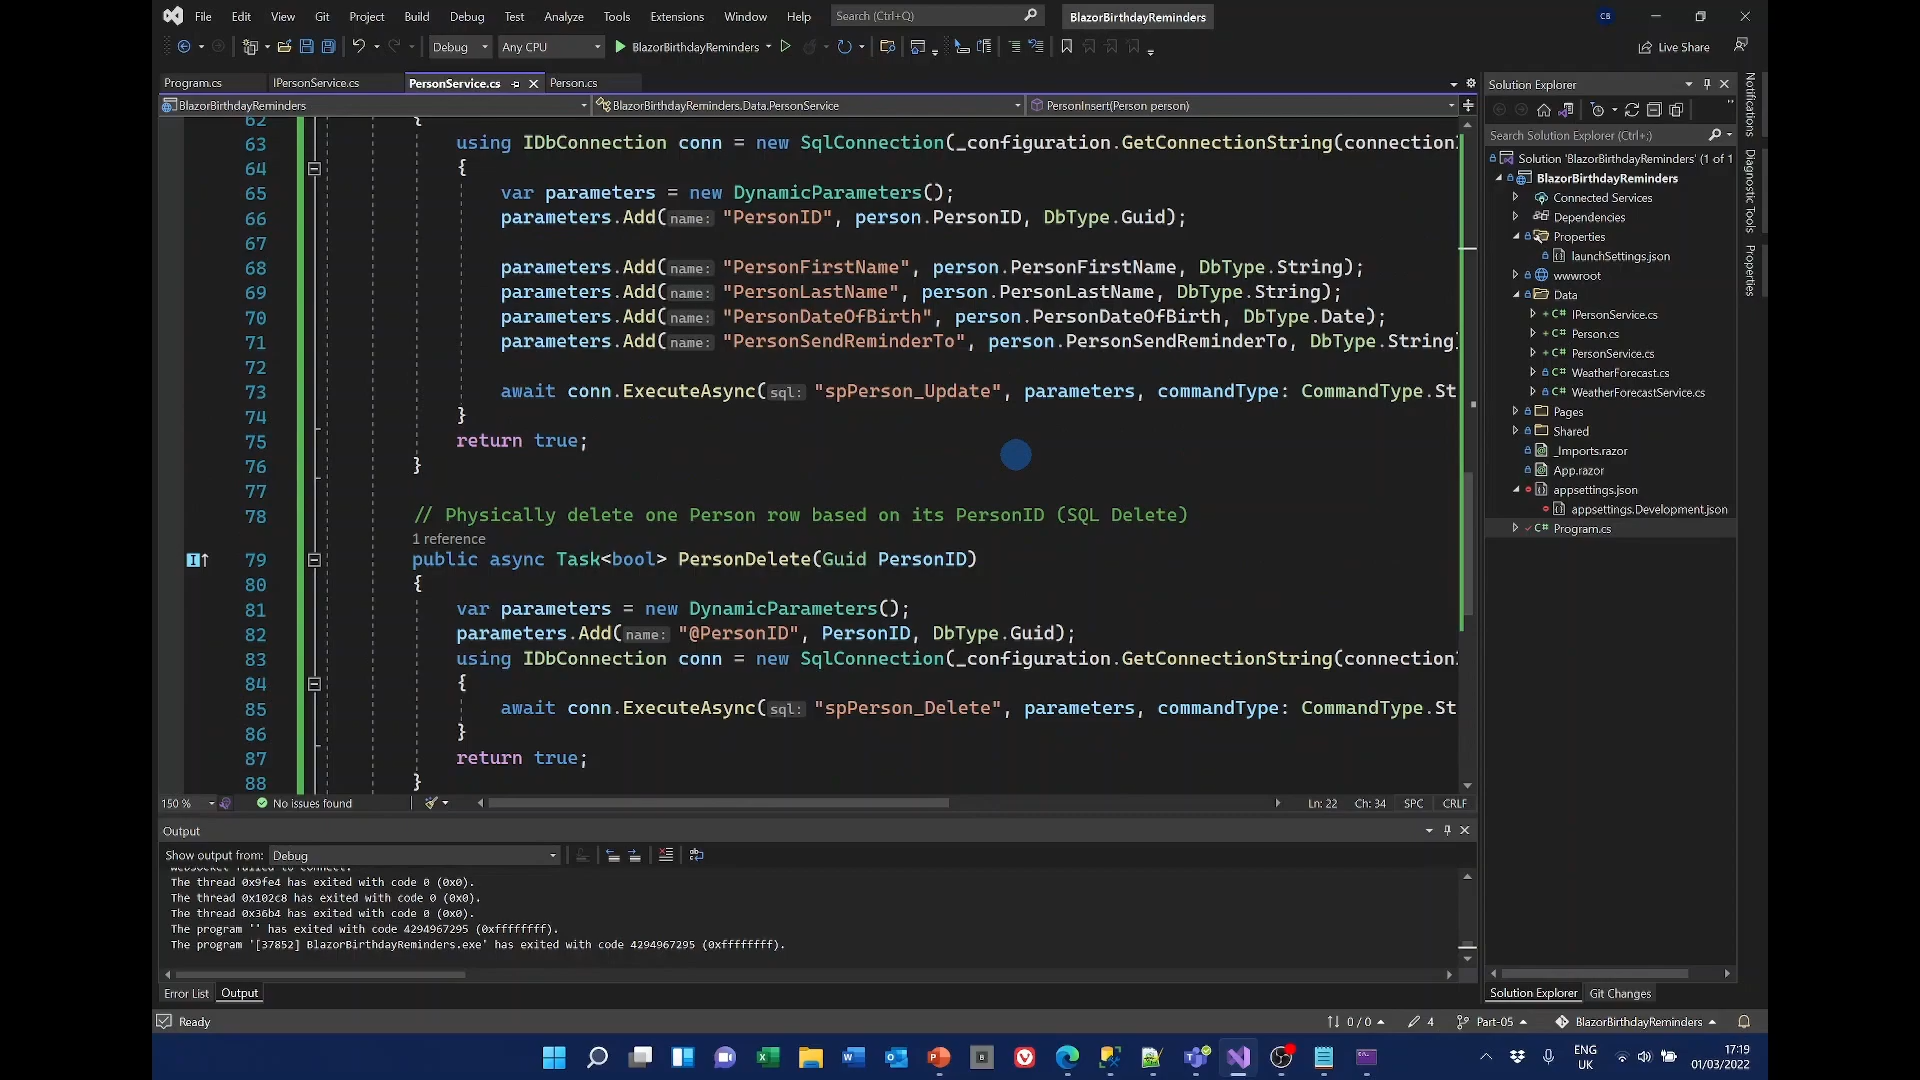 File Edit View Git Project Build Debug Test Analyze Tools Extensions Window Help Search (Ctrl+Q) BlazorBirthdayReminders CB
Debug Any CPU BlazorBirthdayReminders Live Share
Program.cs IPersonService.cs PersonService.cs Person.cs
BlazorBirthdayReminders BlazorBirthdayReminders.Data.PersonService PersonInsert(Person person)
62 {
63 using IDbConnection conn = new SqlConnection(_configuration.GetConnectionString(connection
64 {
65 var parameters = new DynamicParameters();
66 parameters.Add(name: "PersonID", person.PersonID, DbType.Guid);
67
68 parameters.Add(name: "PersonFirstName", person.PersonFirstName, DbType.String);
69 parameters.Add(name: "PersonLastName", person.PersonLastName, DbType.String);
70 parameters.Add(name: "PersonDateOfBirth", person.PersonDateOfBirth, DbType.Date);
71 parameters.Add(name: "PersonSendReminderTo", person.PersonSendReminderTo, DbType.String
72
73 await conn.ExecuteAsync(sql: "spPerson_Update", parameters, commandType: CommandType.St
74 }
75 return true;
76 }
77
78 // Physically delete one Person row based on its PersonID (SQL Delete)
1 reference
79 public async Task<bool> PersonDelete(Guid PersonID)
80 {
81 var parameters = new DynamicParameters();
82 parameters.Add(name: "@PersonID", PersonID, DbType.Guid);
83 using IDbConnection conn = new SqlConnection(_configuration.GetConnectionString(connection
84 {
85 await conn.ExecuteAsync(sql: "spPerson_Delete", parameters, commandType: CommandType.St
86 }
87 return true;
88 }
150 % No issues found Ln: 22 Ch: 34 SPC CRLF
Output
Show output from: Debug
WebSocket failed to connect.
The thread 0x9fe4 has exited with code 0 (0x0).
The thread 0x102c8 has exited with code 0 (0x0).
The thread 0x36b4 has exited with code 0 (0x0).
The program '' has exited with code 4294967295 (0xffffffff).
The program '[37852] BlazorBirthdayReminders.exe' has exited with code 4294967295 (0xffffffff).
Error List Output
Solution Explorer
Search Solution Explorer (Ctrl+;)
Solution 'BlazorBirthdayReminders' (1 of 1
BlazorBirthdayReminders
Connected Services
Dependencies
Properties
launchSettings.json
wwwroot
Data
IPersonService.cs
Person.cs
PersonService.cs
WeatherForecast.cs
WeatherForecastService.cs
Pages
Shared
_Imports.razor
App.razor
appsettings.json
appsettings.Development.json
Program.cs
Solution Explorer Git Changes
Notifications
Diagnostic Tools
Properties
Ready 0 / 0 4 Part-05 BlazorBirthdayReminders
ENG
UK
17:19
01/03/2022